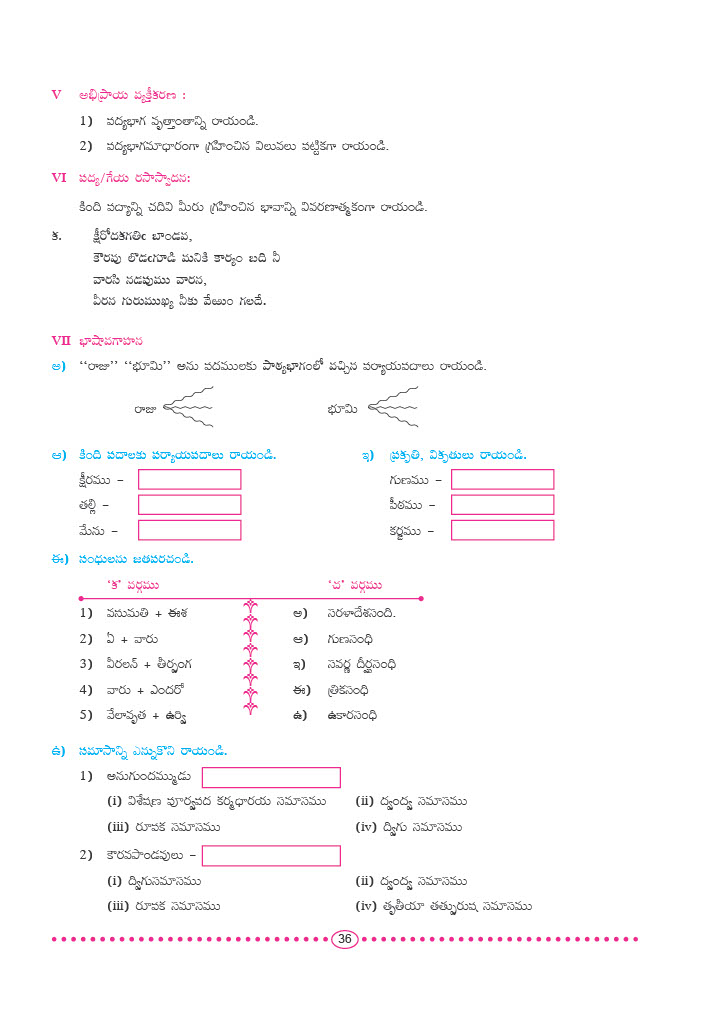 V అభిప్రాయ వ్యక్తీకరణ :
1) పద్యభాగ వృత్తాంతాన్ని రాయండి.
2) పద్యభాగమాధారంగా గ్రహించిన విలువలు పట్టికగా రాయండి.
VI పద్య/గేయ రసాస్వాదన:
కింది పద్యాన్ని చదివి మీరు గ్రహించిన భావాన్ని వివరణాత్మకంగా రాయండి.
క. క్షీరోదకగతిఁ బాండవ,
కౌరవు లొడఁగూడి మనికి కార్యం బది నీ
వారసి నడవుము వారన,
వీరన గురుముఖ్య నీకు వేఱుం గలదే.
VII భాషావగాహన
అ) ‘‘రాజు’’ ‘‘భూమి’’ అను పదములకు పాఠ్యభాగంలో వచ్చిన పర్యాయపదాలు రాయండి.
రాజు భూమి
ఆ) కింది పదాలకు పర్యాయపదాలు రాయండి. ఇ) ప్రకృతి, వికృతులు రాయండి.
క్షీరము – గుణము –
తల్లి – పీఠము –
మేను – కర్జము –
ఈ) సంధులను జతపరచండి.
‘క’ వర్గము ‘చ’ వర్గము
1) వసుమతి + ఈశ అ) సరళాదేశసంది.
2) ఏ + వారు ఆ) గుణసంధి
3) వీరలన్ + తీర్పంగ ఇ) సవర్ణ దీర్ఘసంధి
4) వారు + ఎందరో ఈ) త్రికసంధి
5) వేలావృత + ఉర్వి ఉ) ఉకారసంధి
ఉ) సమాసాన్ని ఎన్నుకొని రాయండి.
1) అనుగుందమ్ముడు
(i) విశేషణ పూర్వపద కర్మధారయ సమాసము (ii) ద్వంద్వ సమాసము
(iii) రూపక సమాసము (iv) ద్విగు సమాసము
2) కౌరవపాండవులు –
(i) ద్విగుసమాసము (ii) ద్వంద్వ సమాసము
(iii) రూపక సమాసము (iv) తృతీయా తత్పురుష సమాసము
36